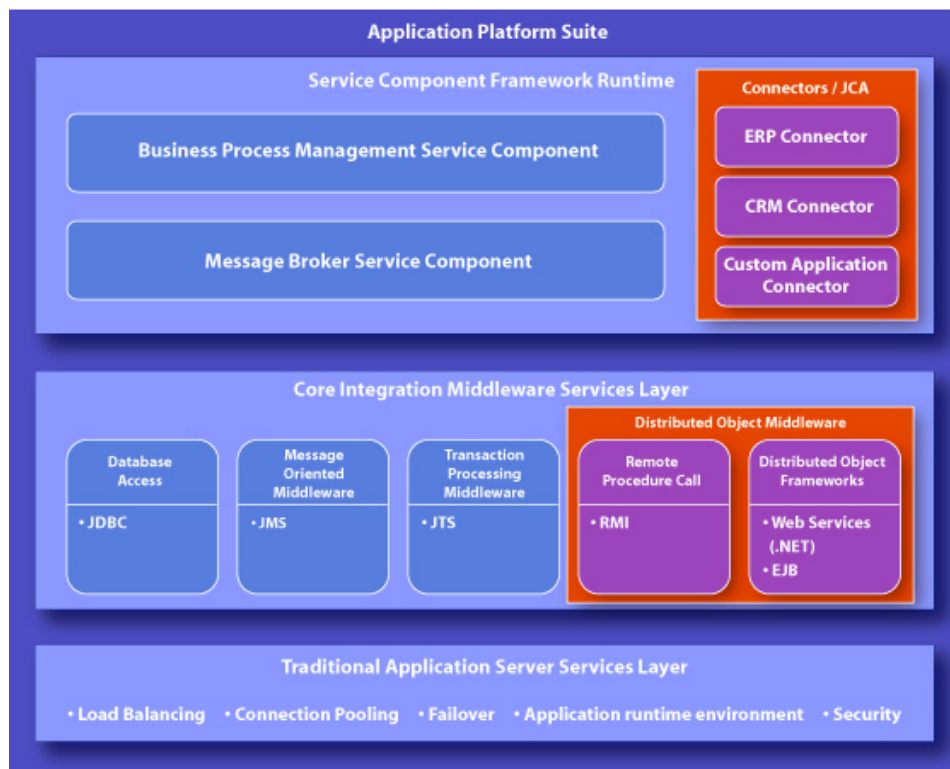 Application Platform Suite
Service Component Framework Runtime
Business Process Management Service Component
Message Broker Service Component
Connectors / JCA
ERP Connector
CRM Connector
Custom Application
Connector
Core Integration Middleware Services Layer
Database
Access
• JDBC
Message
Oriented
Middleware
• JMS
Transaction
Processing
Middleware
• JTS
Distributed Object Middleware
Remote
Procedure Call
• RMI
Distributed Object
Frameworks
• Web Services
(.NET)
• EJB
Traditional Application Server Services Layer
• Load Balancing • Connection Pooling • Failover • Application runtime environment • Security